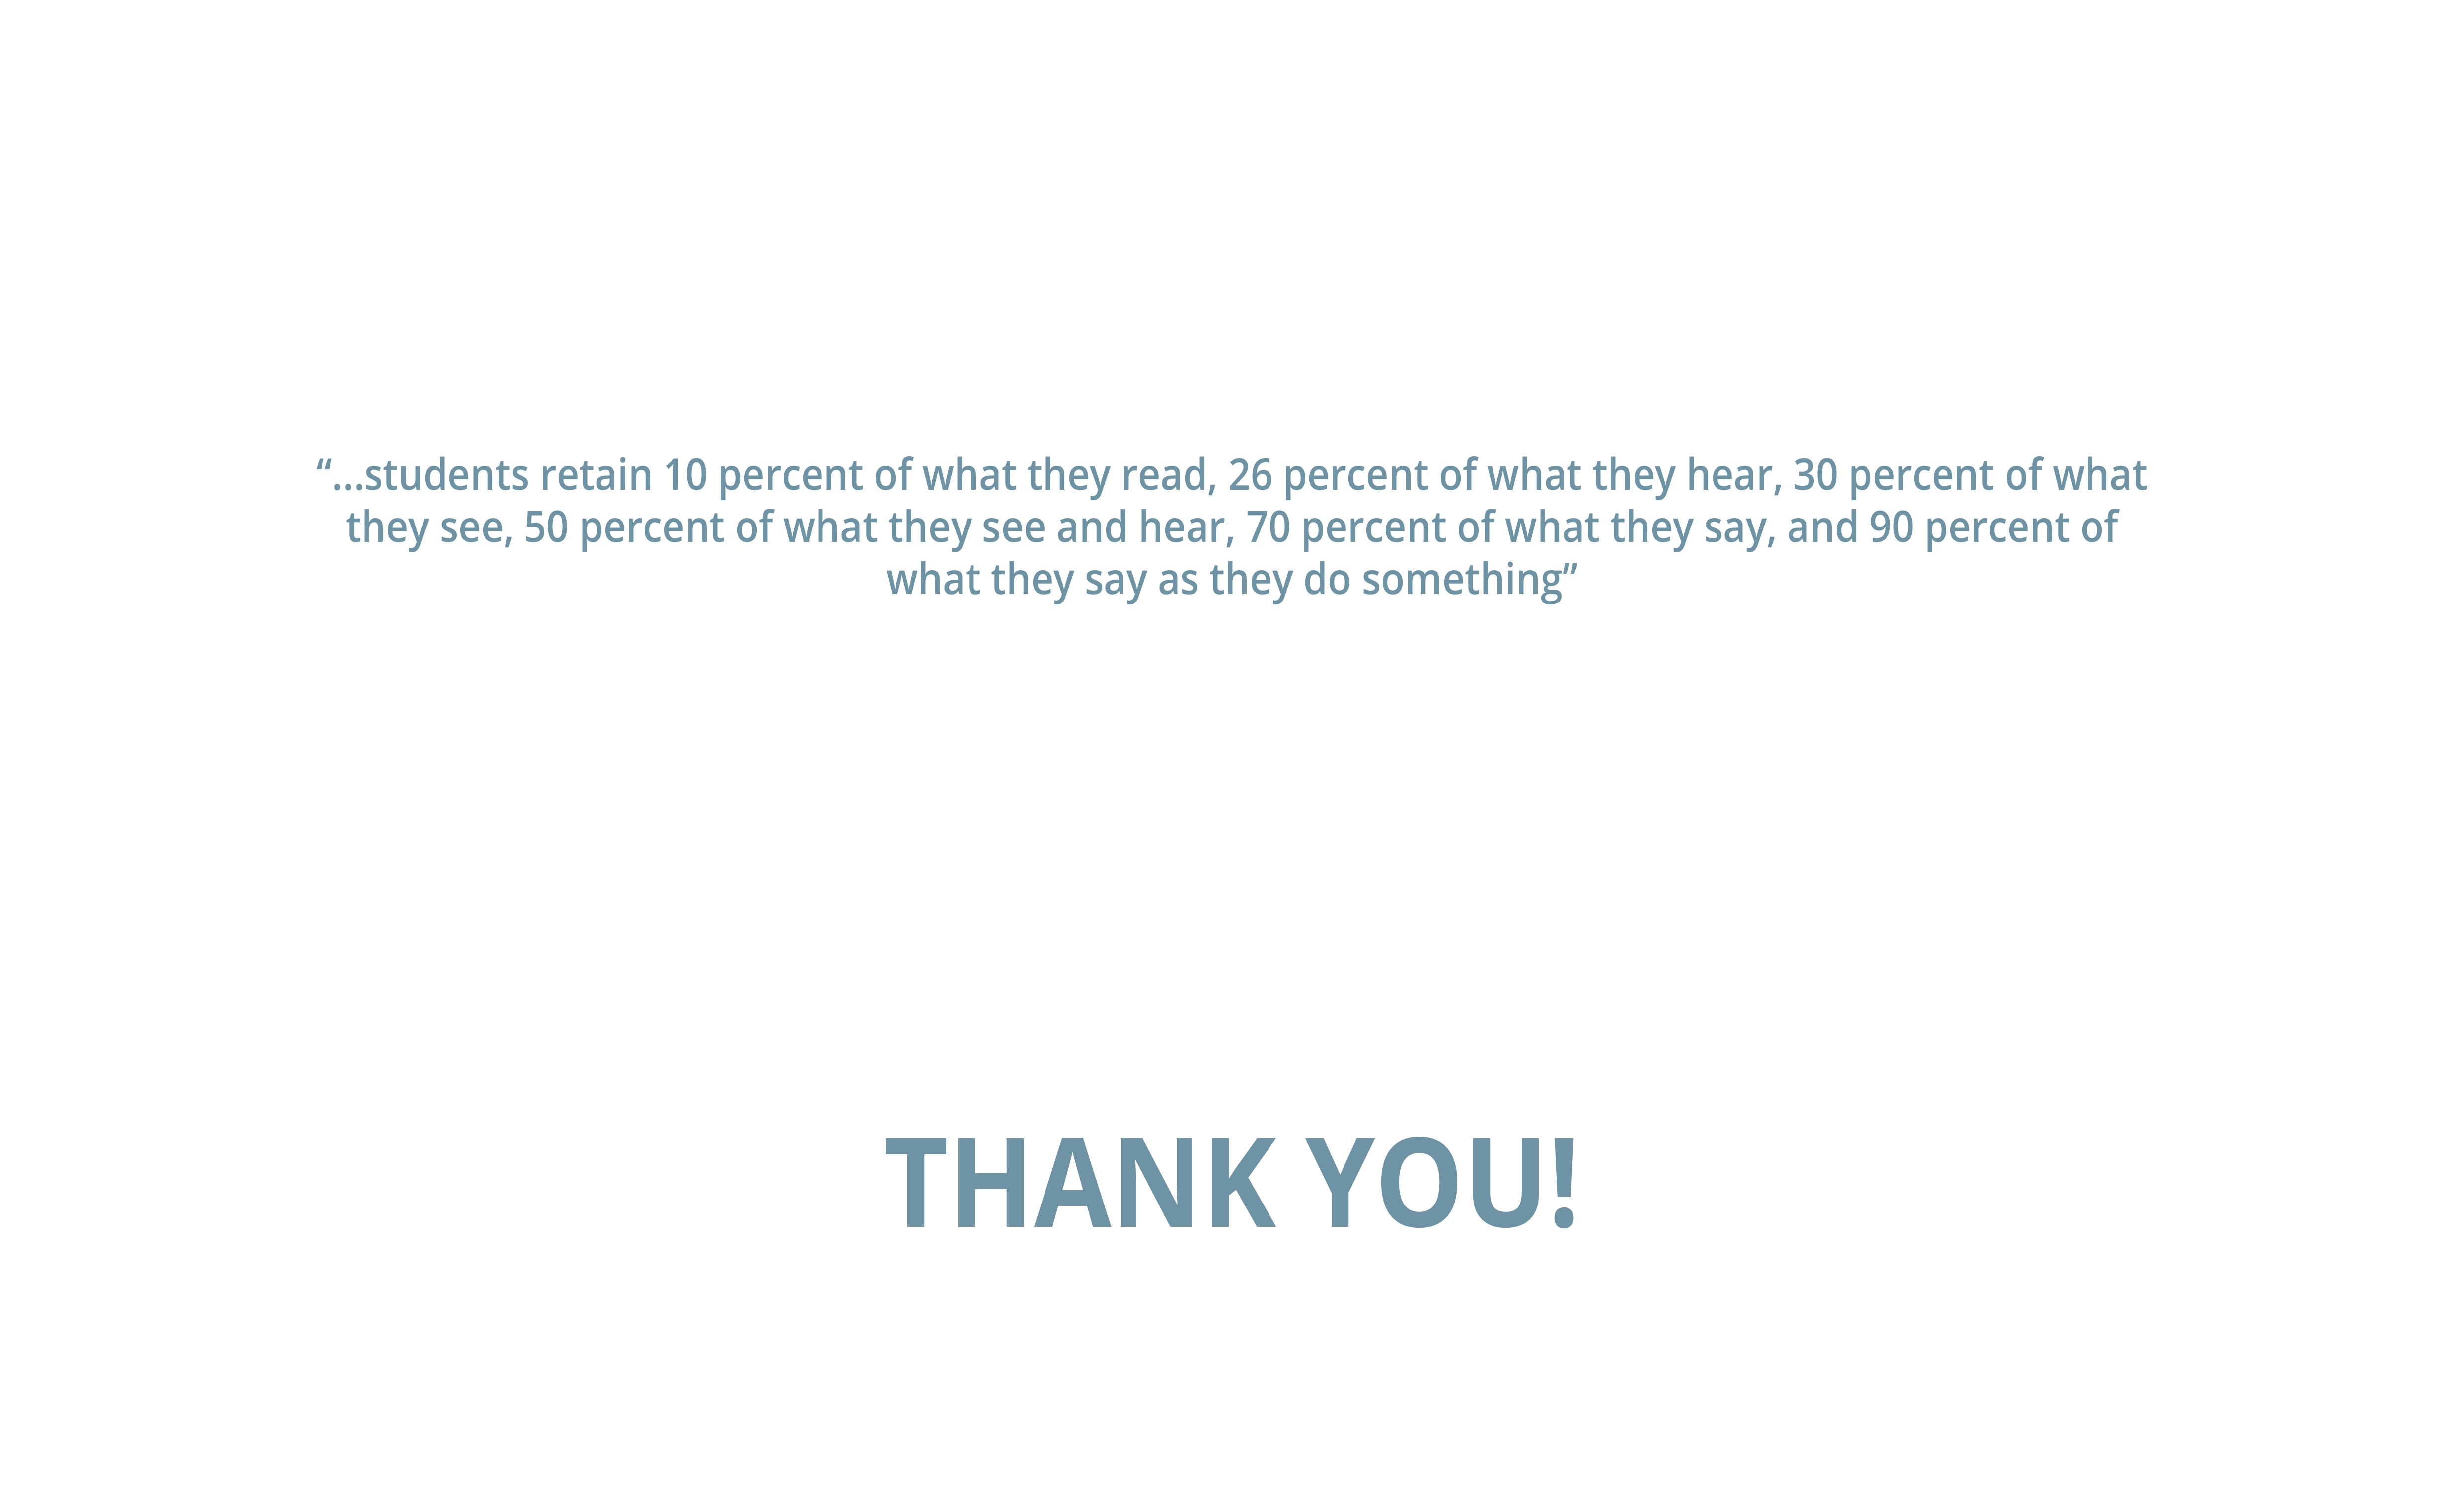 “…students retain 10 percent of what they read, 26 percent of what they hear, 30 percent of what
they see, 50 percent of what they see and hear, 70 percent of what they say, and 90 percent of
what they say as they do something”
THANK YOU!